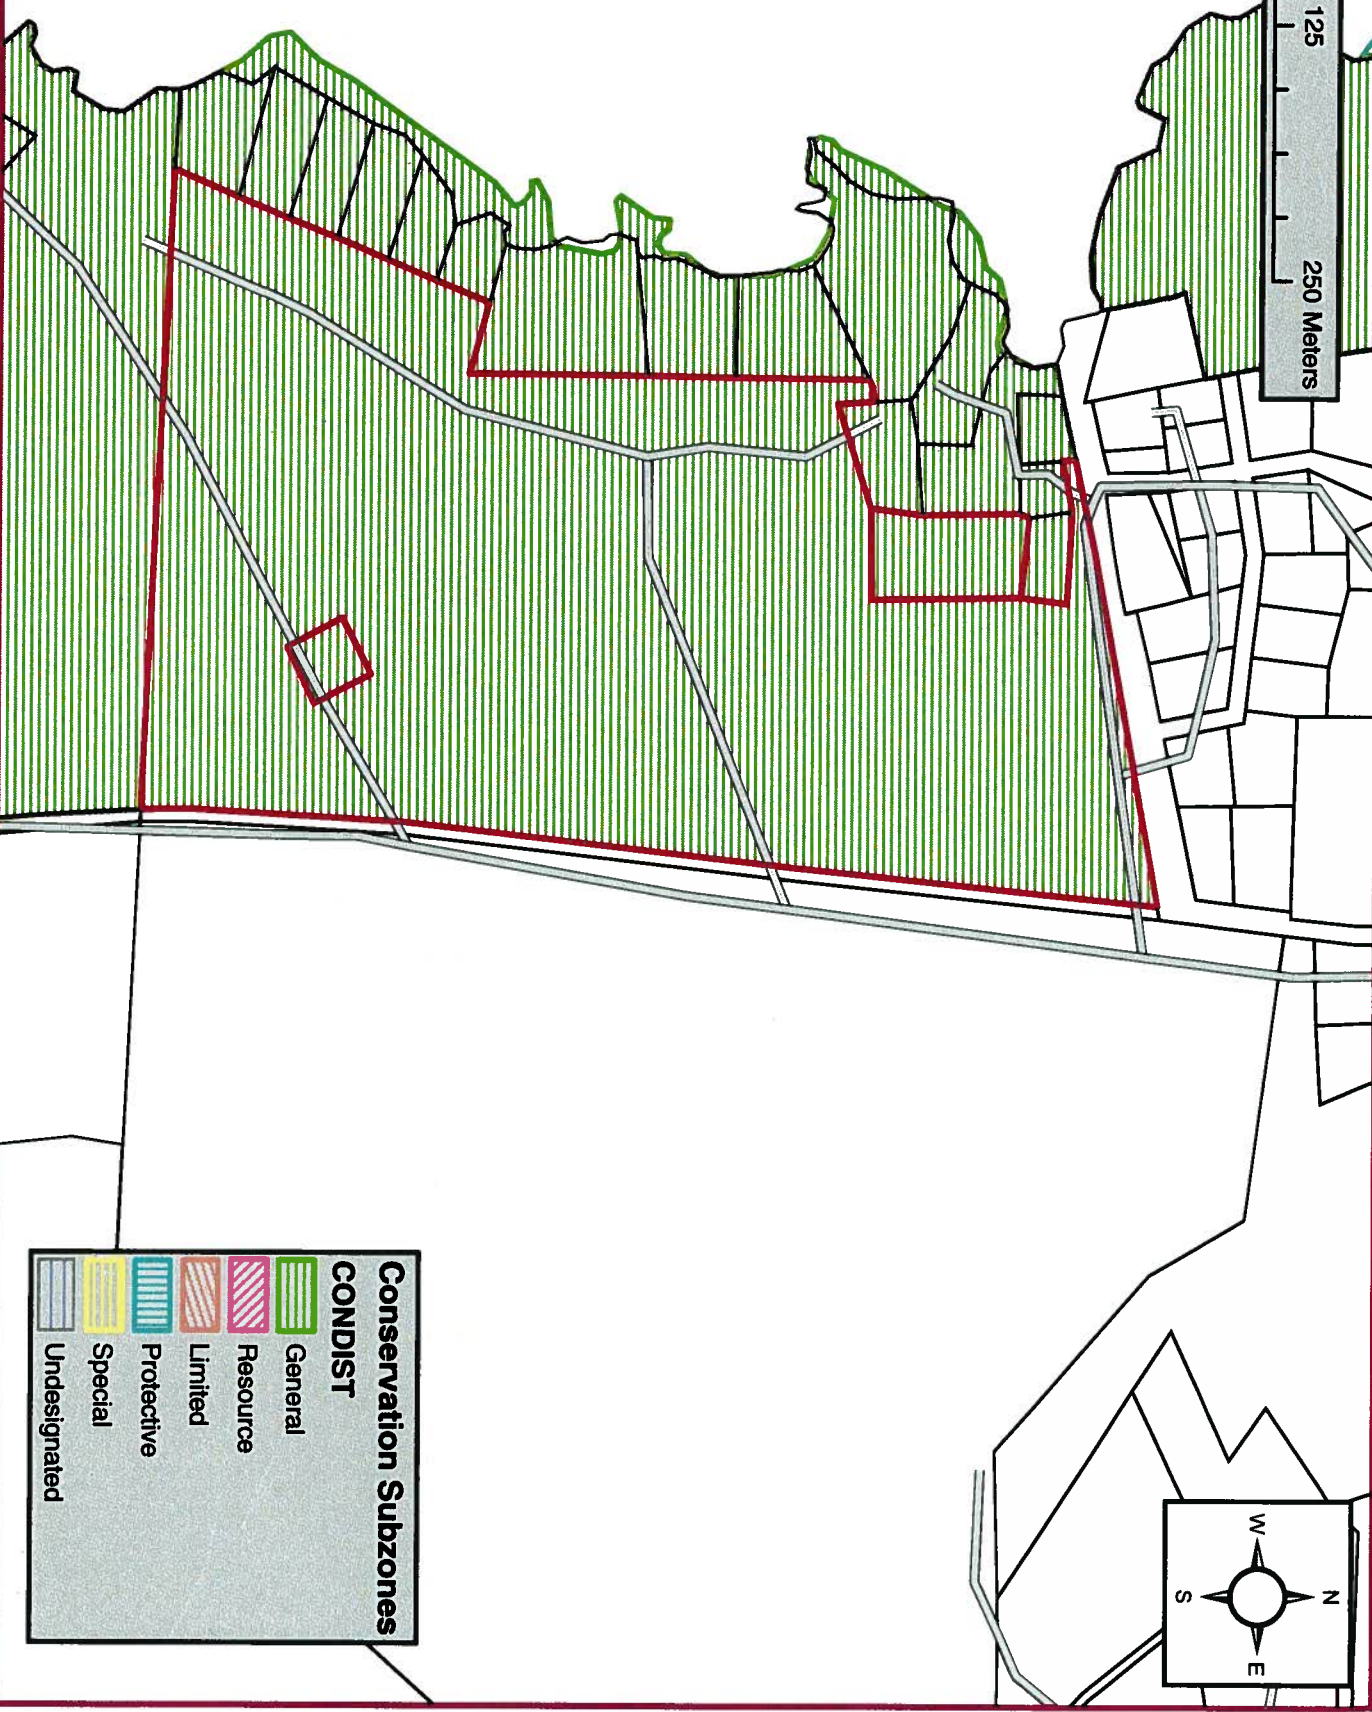 125
250 Meters
Conservation Subzones
CONDIST
General
Resource
Limited
Protective
Special
Undesignated
N
W
E
S